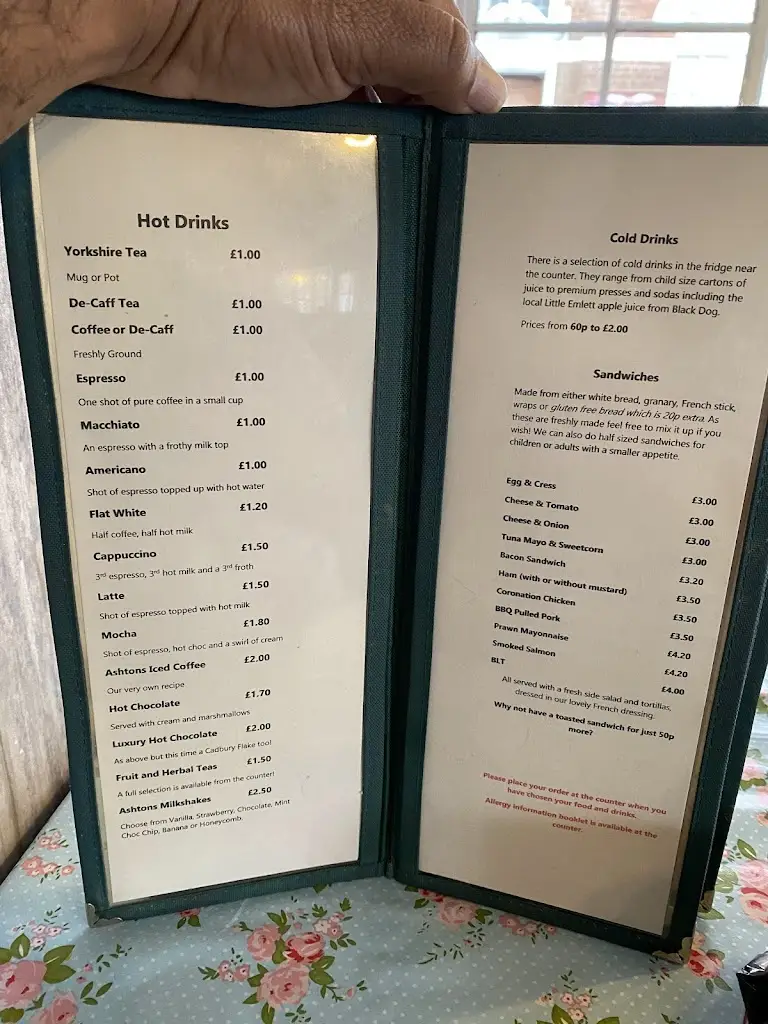 Hot Drinks
Yorkshire Tea £1.00
Mug or Pot
De-Caff Tea £1.00
Coffee or De-Caff £1.00
Freshly Ground
Espresso £1.00
One shot of pure coffee in a small cup
Macchiato £1.00
An espresso with a frothy milk top
Americano £1.00
Shot of espresso topped up with hot water
Flat White £1.20
Half coffee, half hot milk
Cappuccino £1.50
3rd espresso, 3rd hot milk and a 3rd froth
Latte £1.50
Shot of espresso topped with hot milk
Mocha £1.80
Shot of espresso, hot choc and a swirl of cream
Ashtons Iced Coffee £2.00
Our very own recipe
Hot Chocolate £1.70
Served with cream and marshmallows
Luxury Hot Chocolate £2.00
As above but this time a Cadbury Flake too!
Fruit and Herbal Teas £1.50
A full selection is available from the counter!
Ashtons Milkshakes £2.50
Choose from Vanilla, Strawberry, Chocolate, Mint
Choc Chip, Banana or Honeycomb.
Cold Drinks
There is a selection of cold drinks in the fridge near
the counter. They range from child size cartons of
juice to premium presses and sodas including the
local Little Emlett apple juice from Black Dog.
Prices from 60p to £2.00
Sandwiches
Made from either white bread, granary, French stick,
wraps or gluten free bread which is 20p extra. As
these are freshly made feel free to mix it up if you
wish! We can also do half sized sandwiches for
children or adults with a smaller appetite.
Egg & Cress £3.00
Cheese & Tomato £3.00
Cheese & Onion £3.00
Tuna Mayo & Sweetcorn £3.00
Bacon Sandwich £3.20
Ham (with or without mustard) £3.50
Coronation Chicken £3.50
BBQ Pulled Pork £3.50
Prawn Mayonnaise £4.20
Smoked Salmon £4.20
BLT £4.00
All served with a fresh side salad and tortillas,
dressed in our lovely French dressing.
Why not have a toasted sandwich for just 50p
more?
Please place your order at the counter when you
have chosen your food and drinks.
Allergy information booklet is available at the
counter.